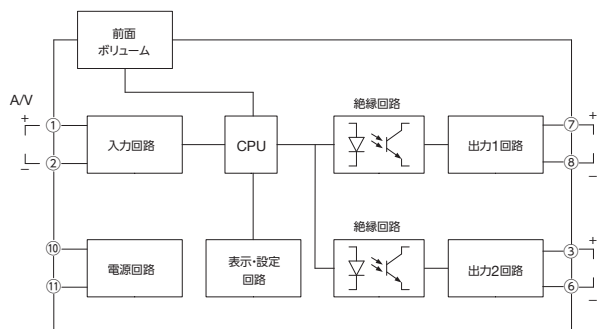 前面
ボリューム
A/V
+
①
②
−
入力回路
CPU
絶縁回路
出力1回路
⑦
+
⑧
−
⑩
⑪
電源回路
表示・設定
回路
絶縁回路
出力2回路
③
+
⑥
−